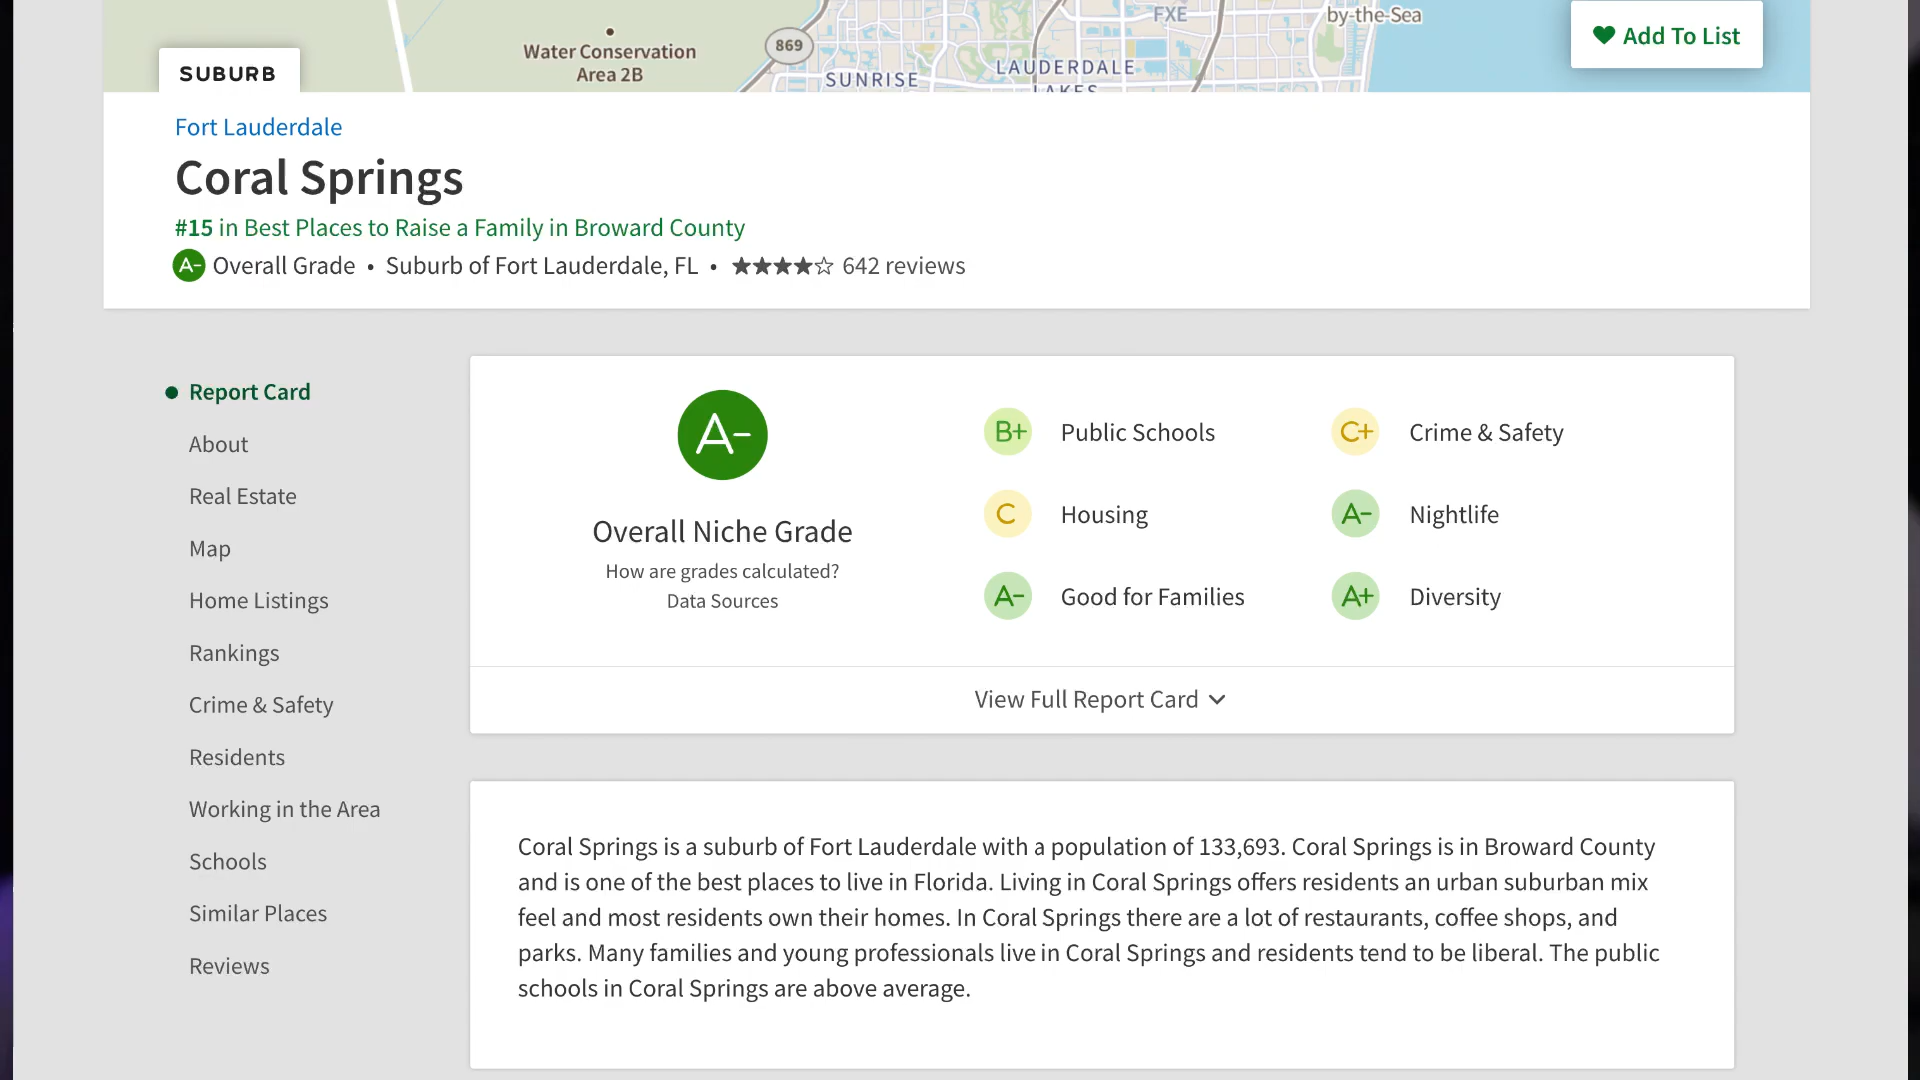 FXE
by-the-Sea
869
Water Conservation
Area 2B
SUNRISE
LAUDERDALE
LAKES
Add To List
SUBURB
Fort Lauderdale
Coral Springs
#15 in Best Places to Raise a Family in Broward County
A- Overall Grade • Suburb of Fort Lauderdale, FL • ★★★★☆ 642 reviews
Report Card
About
Real Estate
Map
Home Listings
Rankings
Crime & Safety
Residents
Working in the Area
Schools
Similar Places
Reviews
A-
Overall Niche Grade
How are grades calculated?
Data Sources
B+ Public Schools
C+ Crime & Safety
C Housing
A- Nightlife
A- Good for Families
A+ Diversity
View Full Report Card
Coral Springs is a suburb of Fort Lauderdale with a population of 133,693. Coral Springs is in Broward County
and is one of the best places to live in Florida. Living in Coral Springs offers residents an urban suburban mix
feel and most residents own their homes. In Coral Springs there are a lot of restaurants, coffee shops, and
parks. Many families and young professionals live in Coral Springs and residents tend to be liberal. The public
schools in Coral Springs are above average.